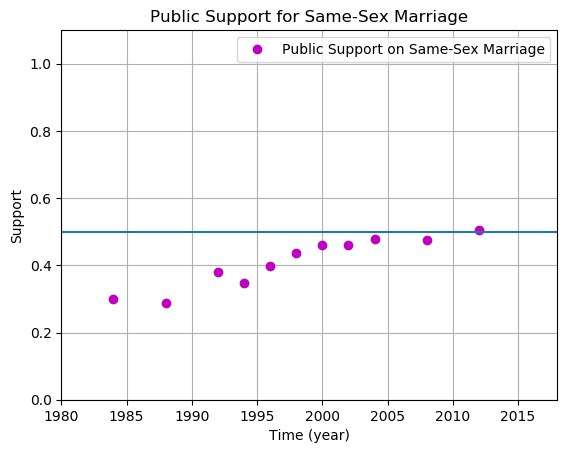 Public Support for Same-Sex Marriage
Public Support on Same-Sex Marriage
1.0
0.8
0.6
0.4
0.2
0.0
Support
1980 1985 1990 1995 2000 2005 2010 2015
Time (year)